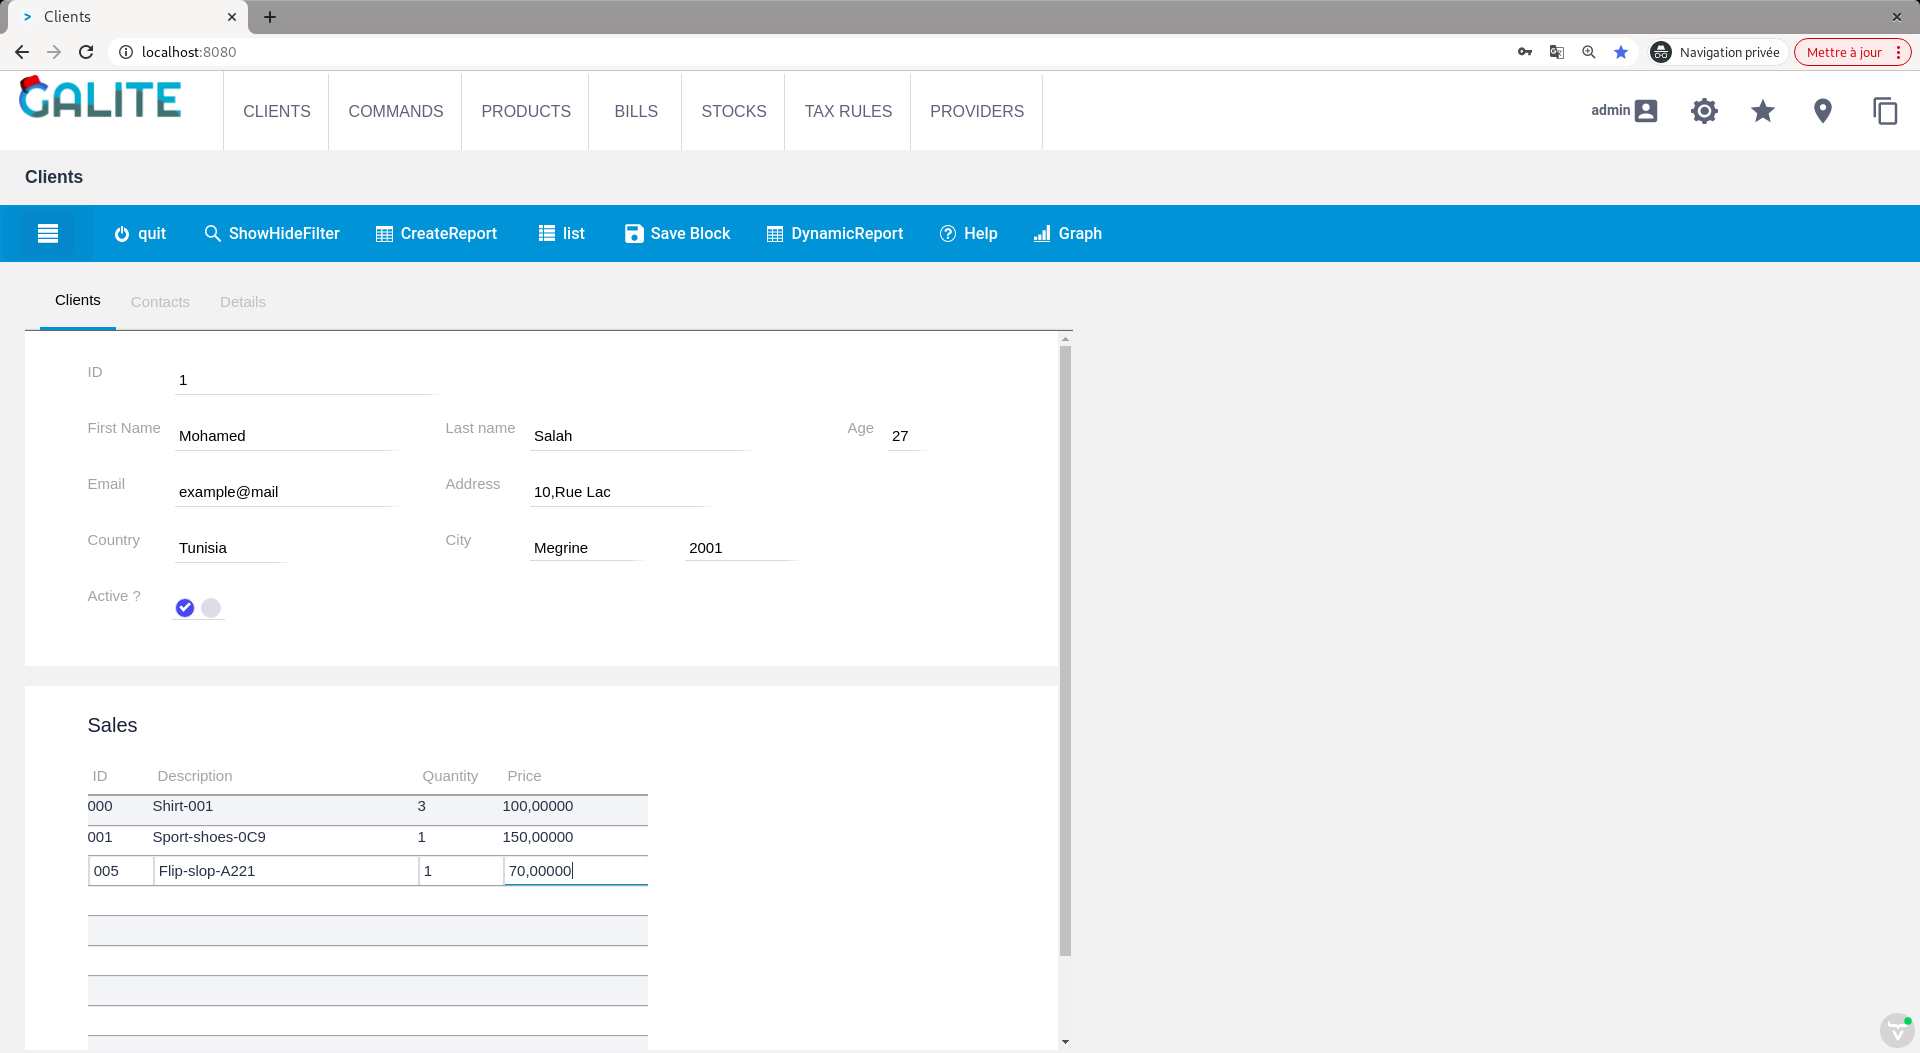 > Clients
localhost:8080
Navigation privée
Mettre à jour
GALITE
CLIENTS COMMANDS PRODUCTS BILLS STOCKS TAX RULES PROVIDERS
admin
Clients
quit ShowHideFilter CreateReport list Save Block DynamicReport Help Graph
Clients Contacts Details
ID 1
First Name Mohamed Last name Salah Age 27
Email example@mail Address 10,Rue Lac
Country Tunisia City Megrine 2001
Active ?
Sales
ID Description Quantity Price
000 Shirt-001 3 100,00000
001 Sport-shoes-0C9 1 150,00000
005 Flip-slop-A221 1 70,00000